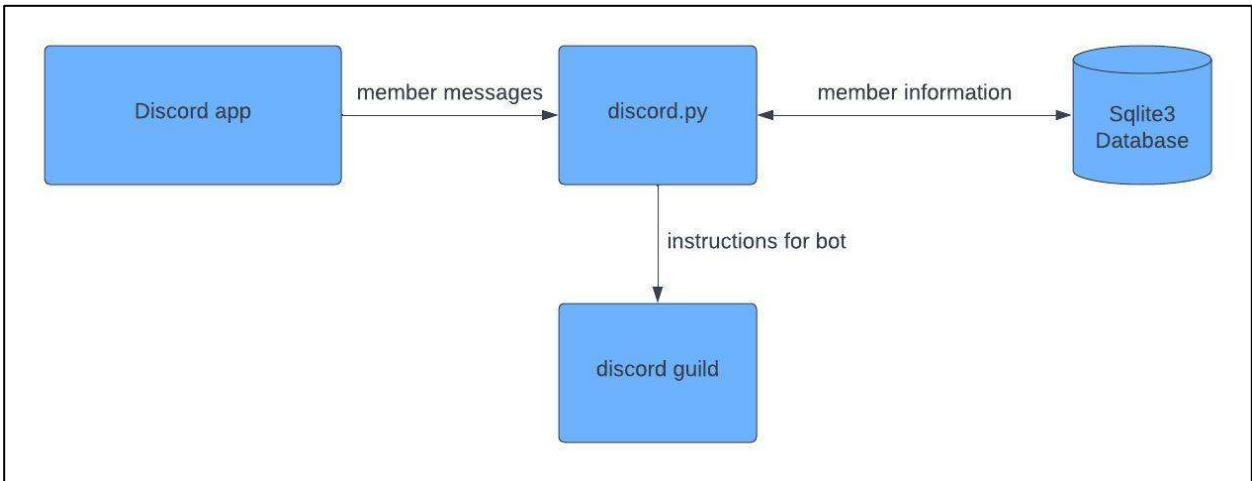 Discord app
member messages
discord.py
member information
Sqlite3
Database
instructions for bot
discord guild